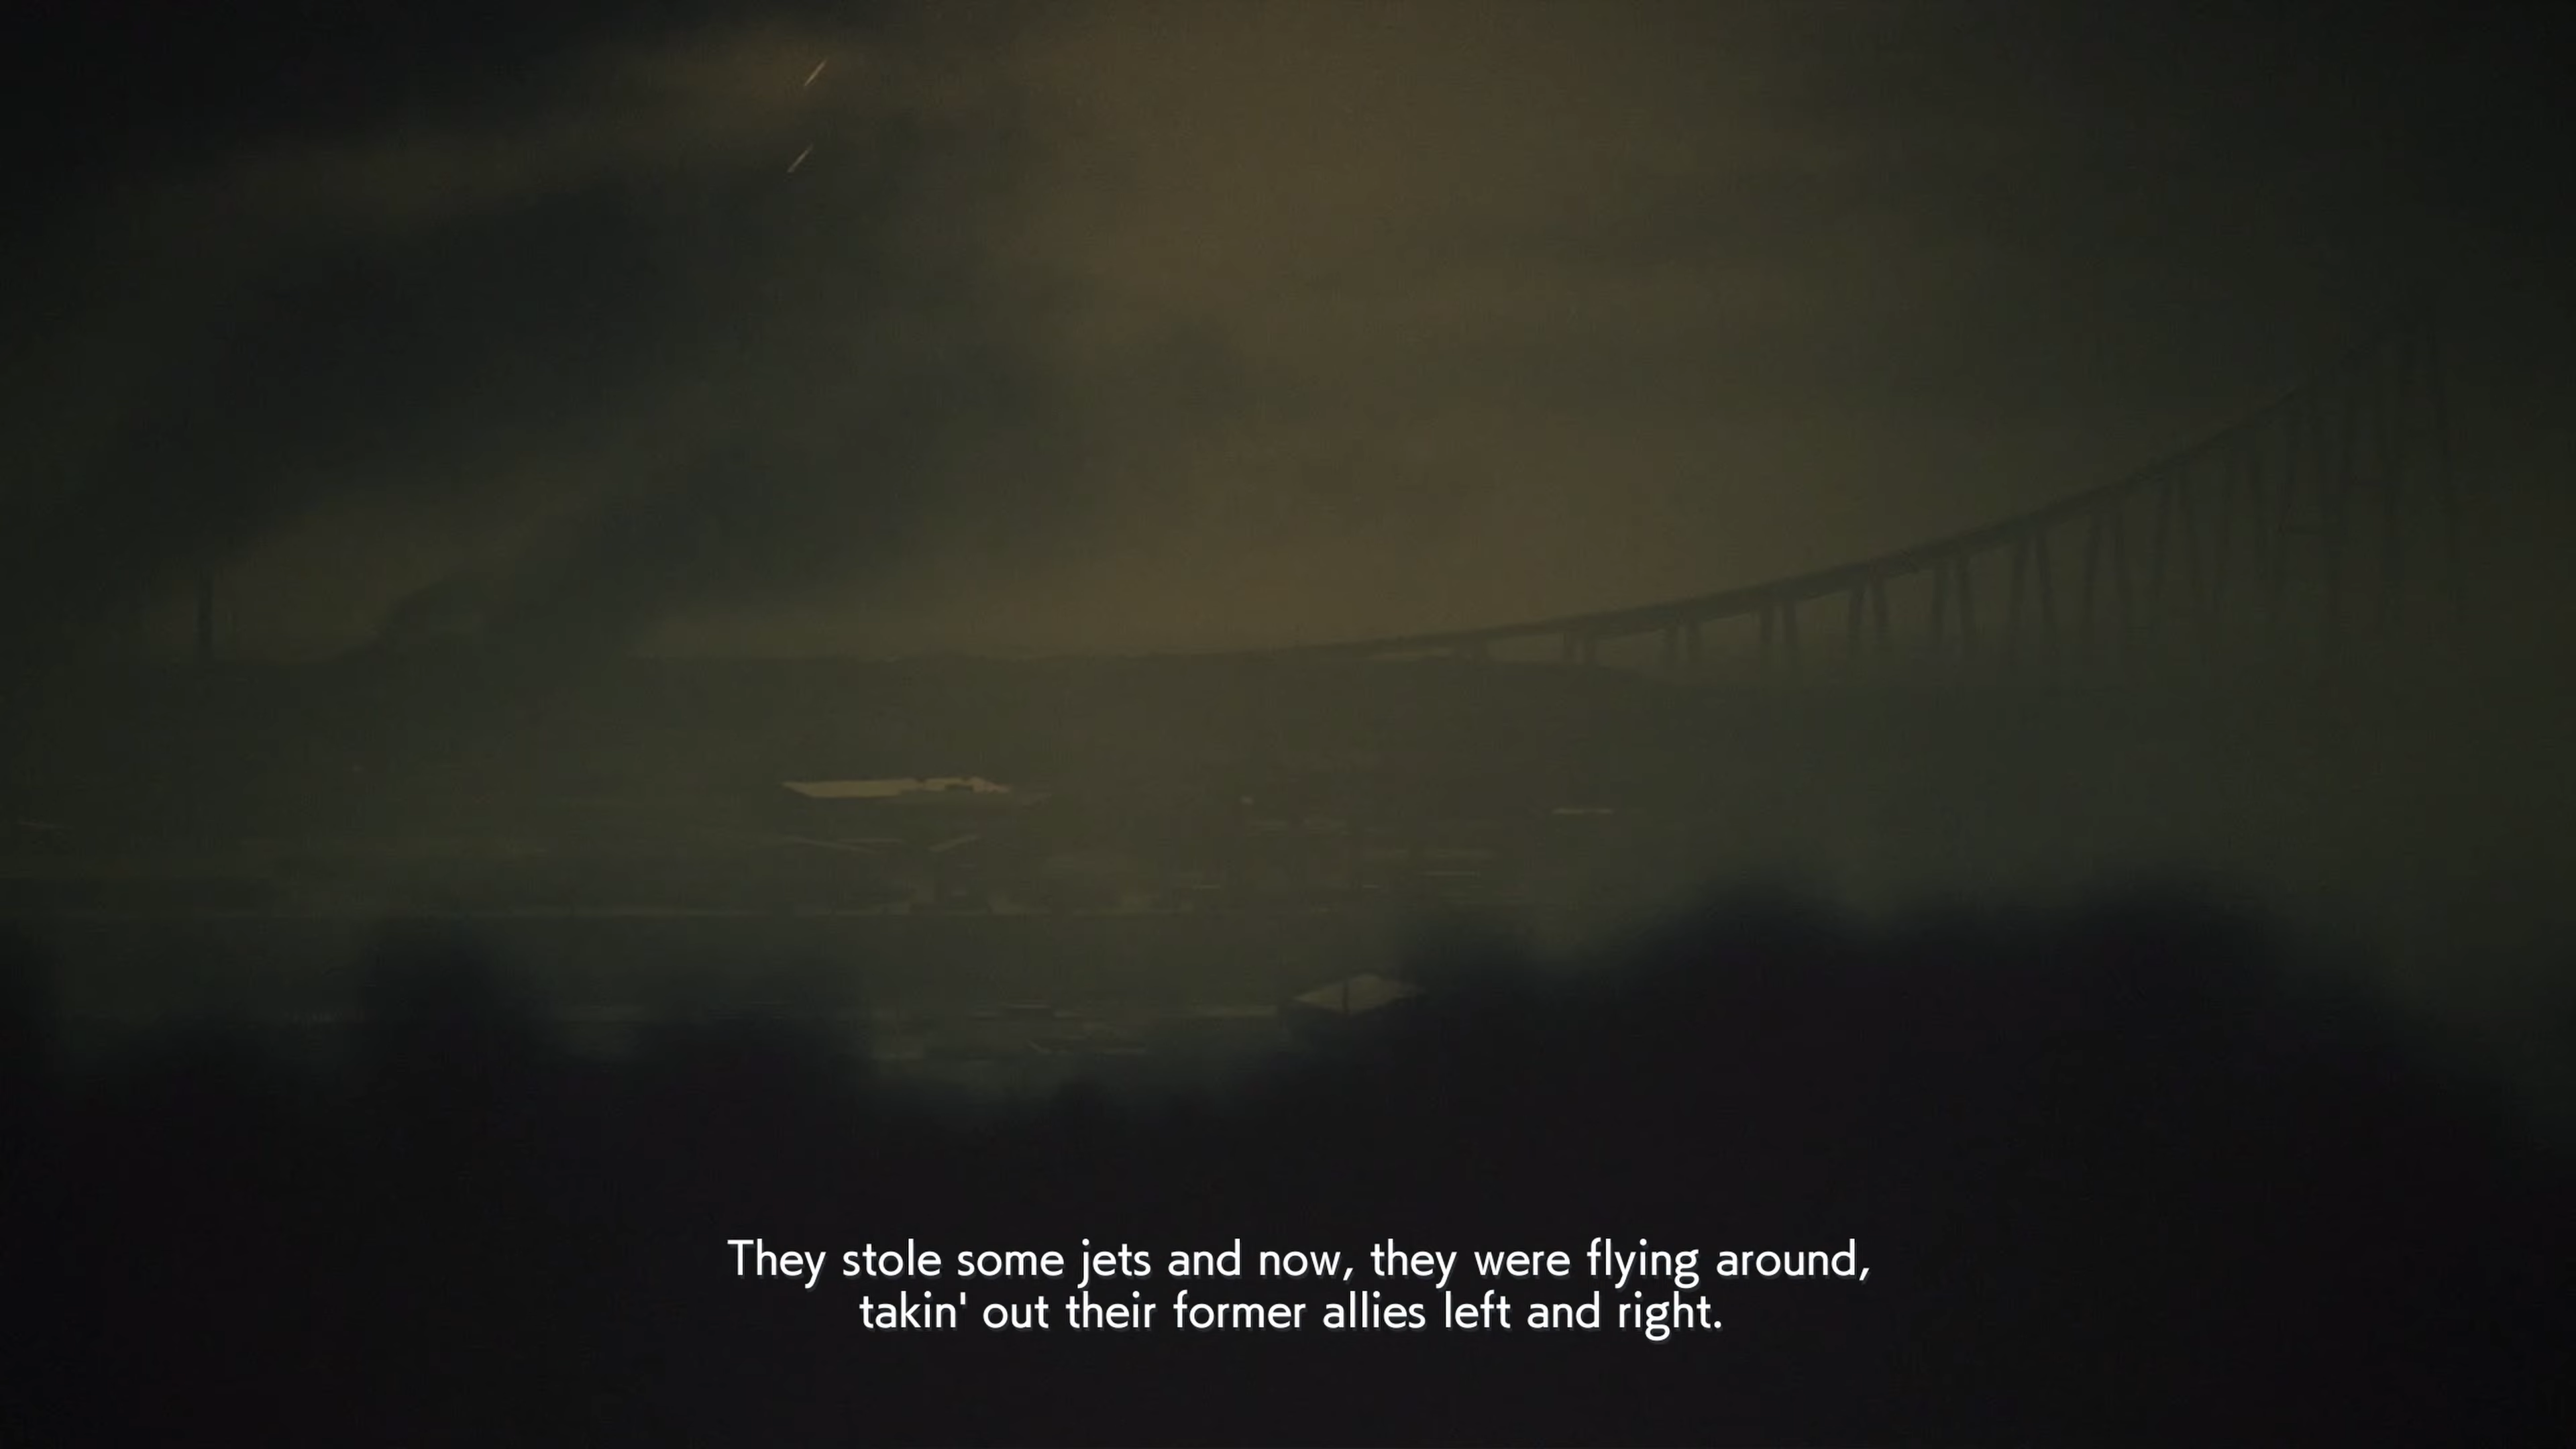 They stole some jets and now, they were flying around,
takin' out their former allies left and right.